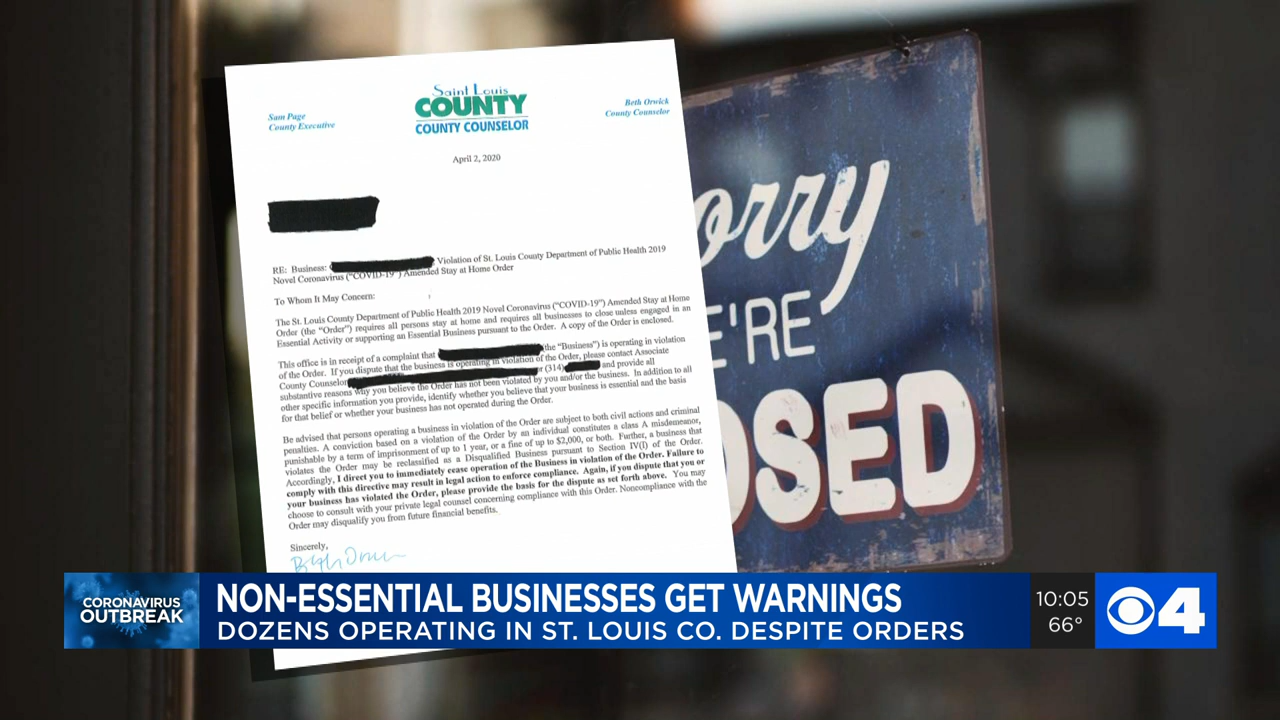 Saint Louis
COUNTY
COUNTY COUNSELOR
Sam Page
County Executive
Beth Orwick
County Counselor
April 2, 2020
RE: Business: Violation of St. Louis County Department of Public Health 2019
Novel Coronavirus ("COVID-19") Amended Stay at Home Order
To Whom It May Concern:
The St. Louis County Department of Public Health 2019 Novel Coronavirus ("COVID-19") Amended Stay at Home
Order (the "Order") requires all persons stay at home and requires all businesses to close unless engaged in an
Essential Activity or supporting an Essential Business pursuant to the Order. A copy of the Order is enclosed.
This office is in receipt of a complaint that (the "Business") is operating in violation
of the Order. If you dispute that the business is operating in violation of the Order, please contact Associate
County Counselor or (314) and provide all
substantive reasons why you believe the Order has not been violated by you and/or the business. In addition to all
other specific information you provide, identify whether you believe that your business is essential and the basis
for that belief or whether your business has not operated during the Order.
Be advised that persons operating a business in violation of the Order are subject to both civil actions and criminal
penalties. A conviction based on a violation of the Order by an individual constitutes a class A misdemeanor,
punishable by a term of imprisonment of up to 1 year, or a fine of up to $2,000, or both. Further, a business that
violates the Order may be reclassified as a Disqualified Business pursuant to Section IV(I) of the Order.
Accordingly, I direct you to immediately cease operation of the Business in violation of the Order. Failure to
comply with this directive may result in legal action to enforce compliance. Again, if you dispute that you or
your business has violated the Order, please provide the basis for the dispute as set forth above. You may
choose to consult with your private legal counsel concerning compliance with this Order. Noncompliance with the
Order may disqualify you from future financial benefits.
Sincerely,
orry
E'RE
OSED
CORONAVIRUS
OUTBREAK
NON-ESSENTIAL BUSINESSES GET WARNINGS
DOZENS OPERATING IN ST. LOUIS CO. DESPITE ORDERS
10:05
66°
4